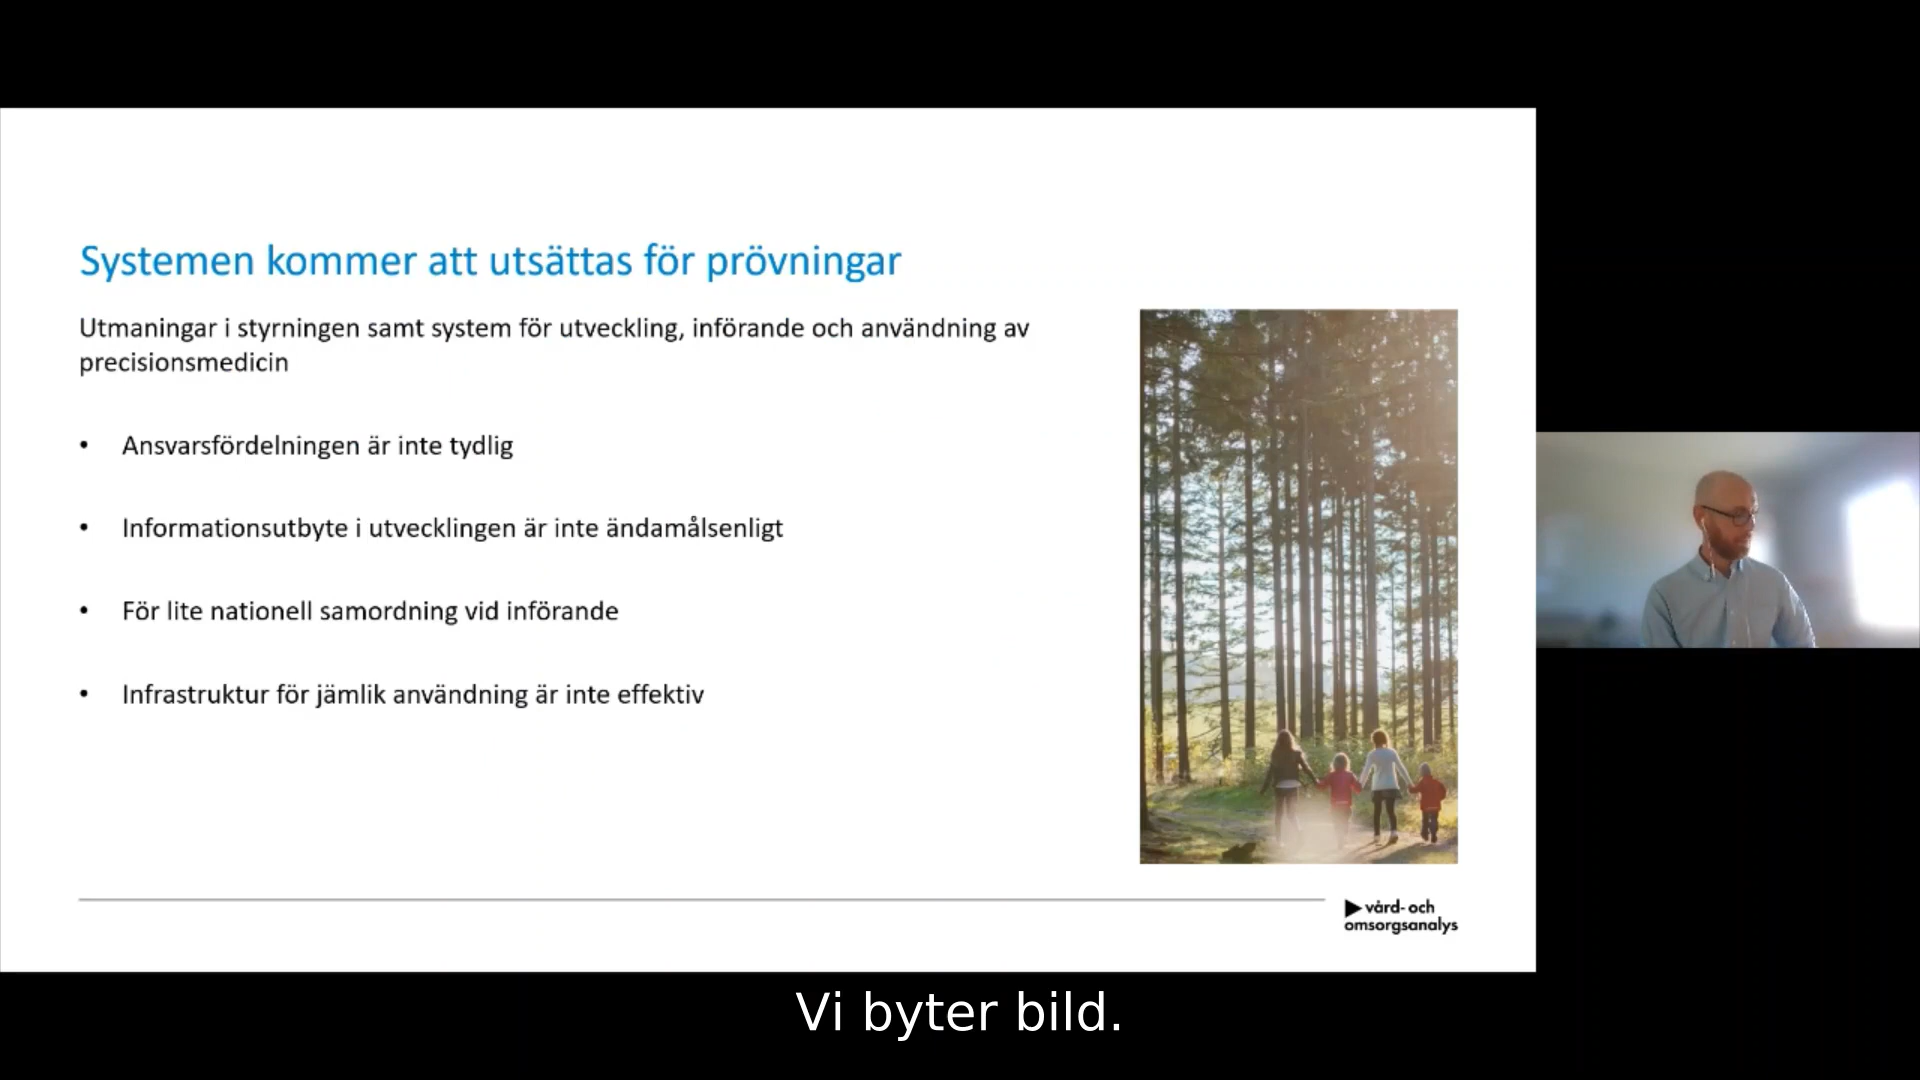 Systemen kommer att utsättas för prövningar
Utmaningar i styrningen samt system för utveckling, införande och användning av
precisionsmedicin
• Ansvarsfördelningen är inte tydlig
• Informationsutbyte i utvecklingen är inte ändamålsenligt
• För lite nationell samordning vid införande
• Infrastruktur för jämlik användning är inte effektiv
vård- och
omsorgsanalys
Vi byter bild.